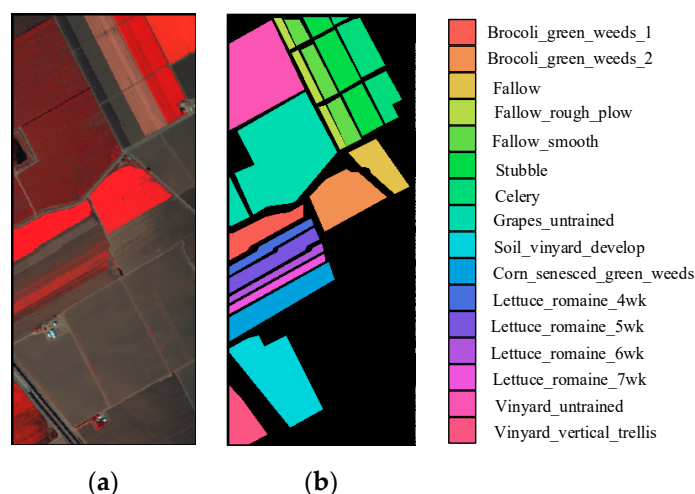 Brocoli_green_weeds_1
Brocoli_green_weeds_2
Fallow
Fallow_rough_plow
Fallow_smooth
Stubble
Celery
Grapes_untrained
Soil_vinyard_develop
Corn_senesced_green_weeds
Lettuce_romaine_4wk
Lettuce_romaine_5wk
Lettuce_romaine_6wk
Lettuce_romaine_7wk
Vinyard_untrained
Vinyard_vertical_trellis
(a)
(b)